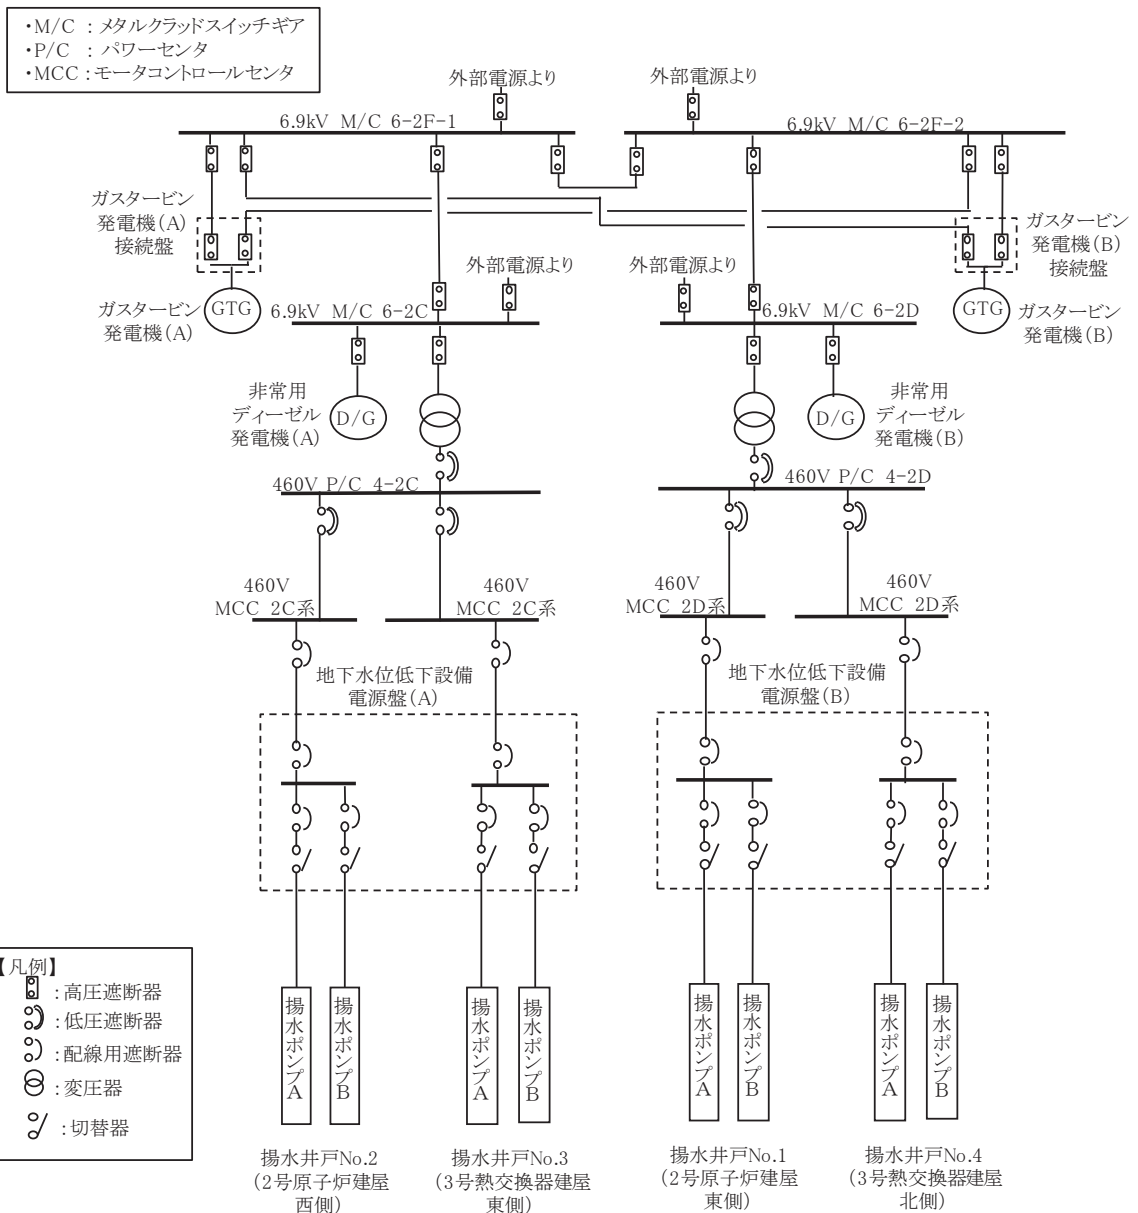 ・M/C : メタルクラッドスイッチギア
・P/C : パワーセンタ
・MCC : モータコントロールセンタ
外部電源より
外部電源より
6.9kV M/C 6-2F-1
6.9kV M/C 6-2F-2
ガスタービン
発電機(A)
接続盤
ガスタービン
発電機(B)
接続盤
外部電源より
外部電源より
ガスタービン
発電機(A)
GTG
6.9kV M/C 6-2C
6.9kV M/C 6-2D
GTG
ガスタービン
発電機(B)
非常用
ディーゼル
発電機(A)
D/G
D/G
非常用
ディーゼル
発電機(B)
460V P/C 4-2C
460V P/C 4-2D
460V
MCC 2C系
460V
MCC 2C系
460V
MCC 2D系
460V
MCC 2D系
地下水位低下設備
電源盤(A)
地下水位低下設備
電源盤(B)
【凡例】
:高圧遮断器
:低圧遮断器
:配線用遮断器
:変圧器
:切替器
揚水ポンプA
揚水ポンプB
揚水ポンプA
揚水ポンプB
揚水ポンプA
揚水ポンプB
揚水ポンプA
揚水ポンプB
揚水井戸No.2
(2号原子炉建屋
西側)
揚水井戸No.3
(3号熱交換器建屋
東側)
揚水井戸No.1
(2号原子炉建屋
東側)
揚水井戸No.4
(3号熱交換器建屋
北側)